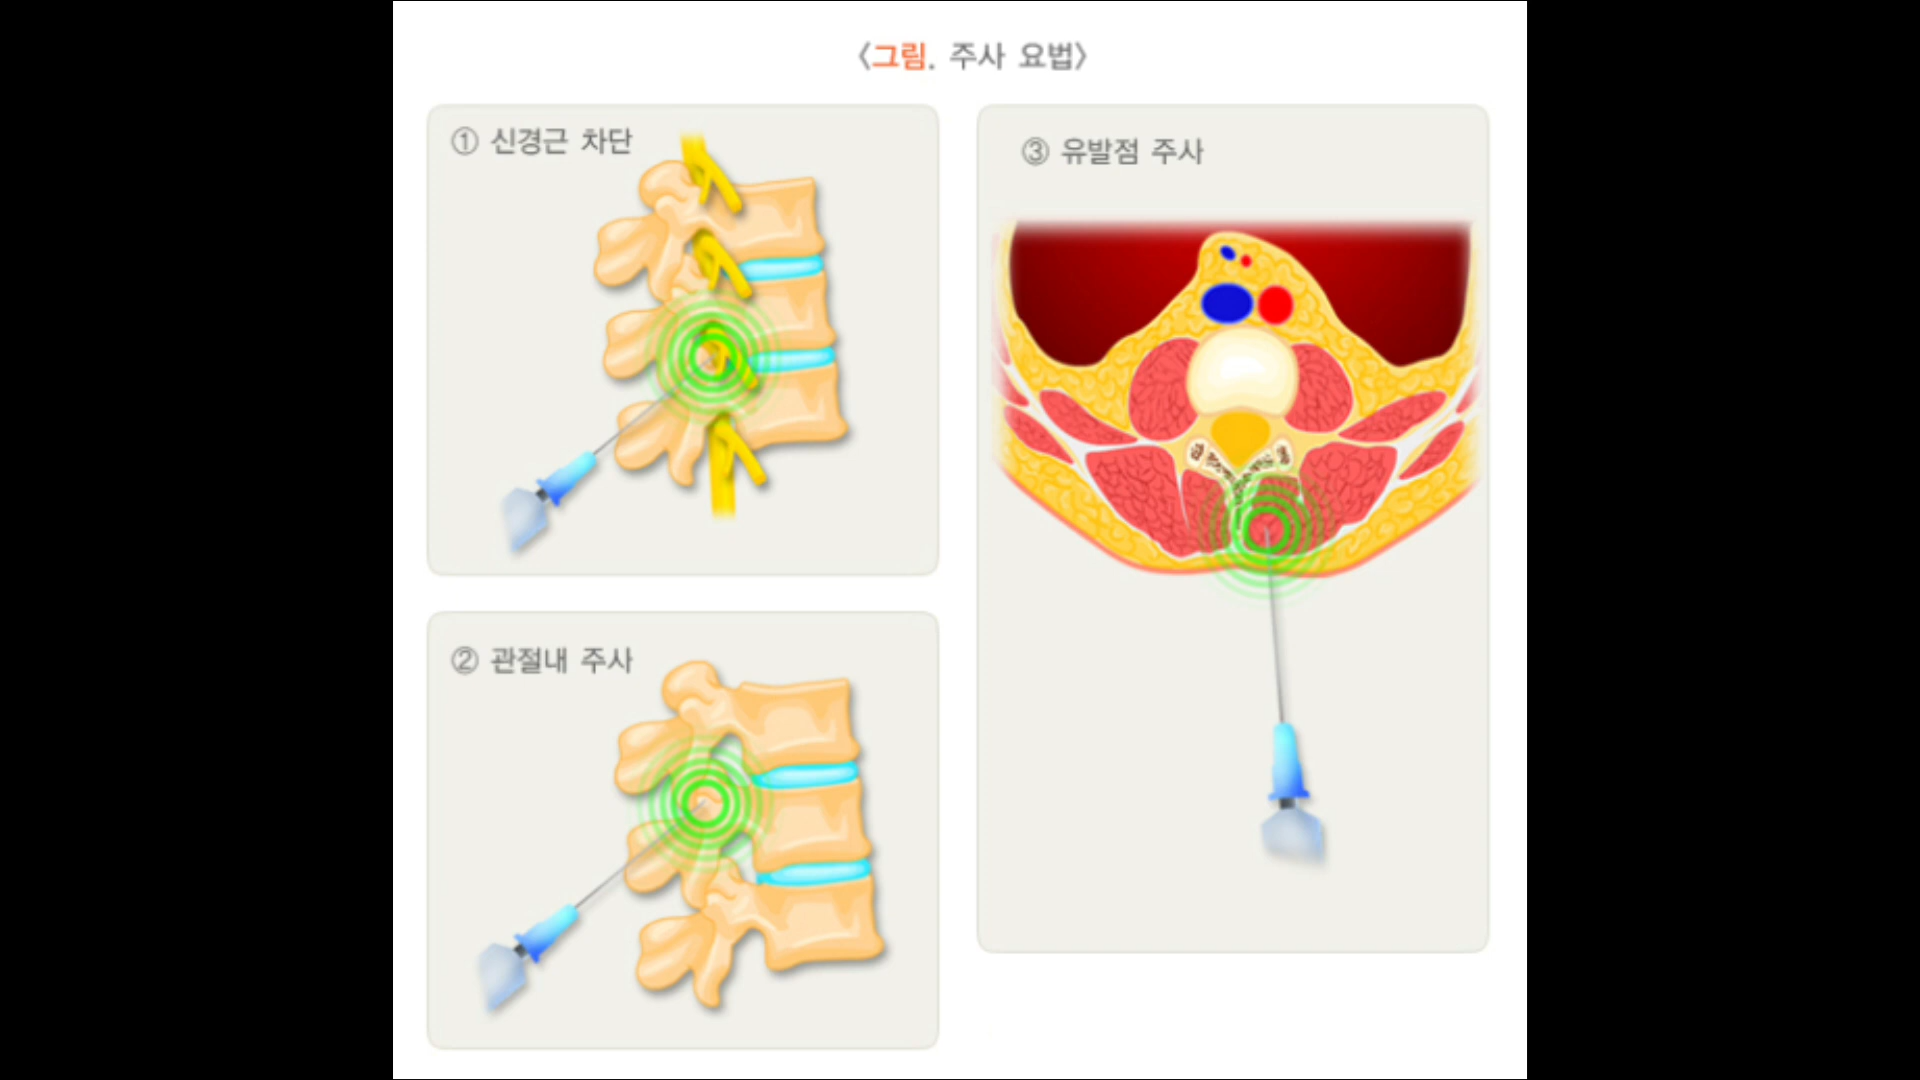 <그림. 주사 요법>
① 신경근 차단
② 관절내 주사
③ 유발점 주사